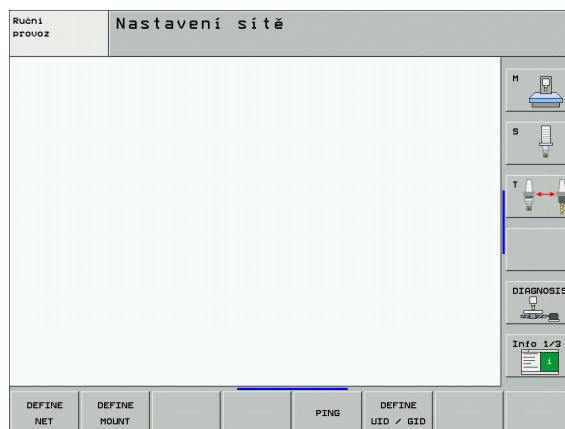 Ruční
provoz
Nastavení sítě
M
S
T
DIAGNOSIS
Info 1/3
i
DEFINE
NET
DEFINE
MOUNT
PING
DEFINE
UID / GID